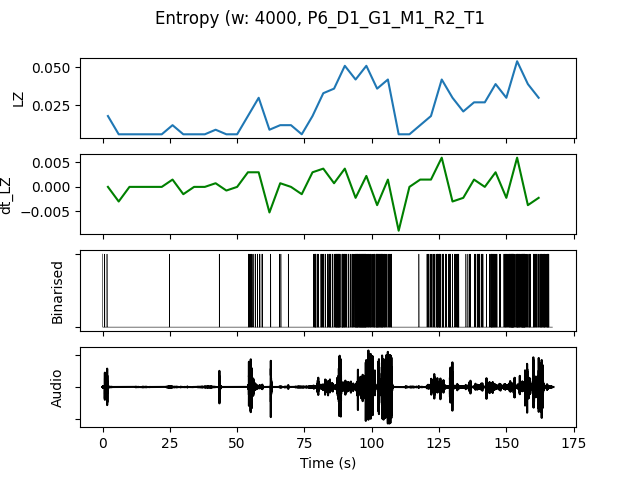 Entropy (w: 4000, P6_D1_G1_M1_R2_T1
0.050
0.025
LZ
0.005
0.000
−0.005
dt_LZ
Binarised
Audio
0 25 50 75 100 125 150 175
Time (s)